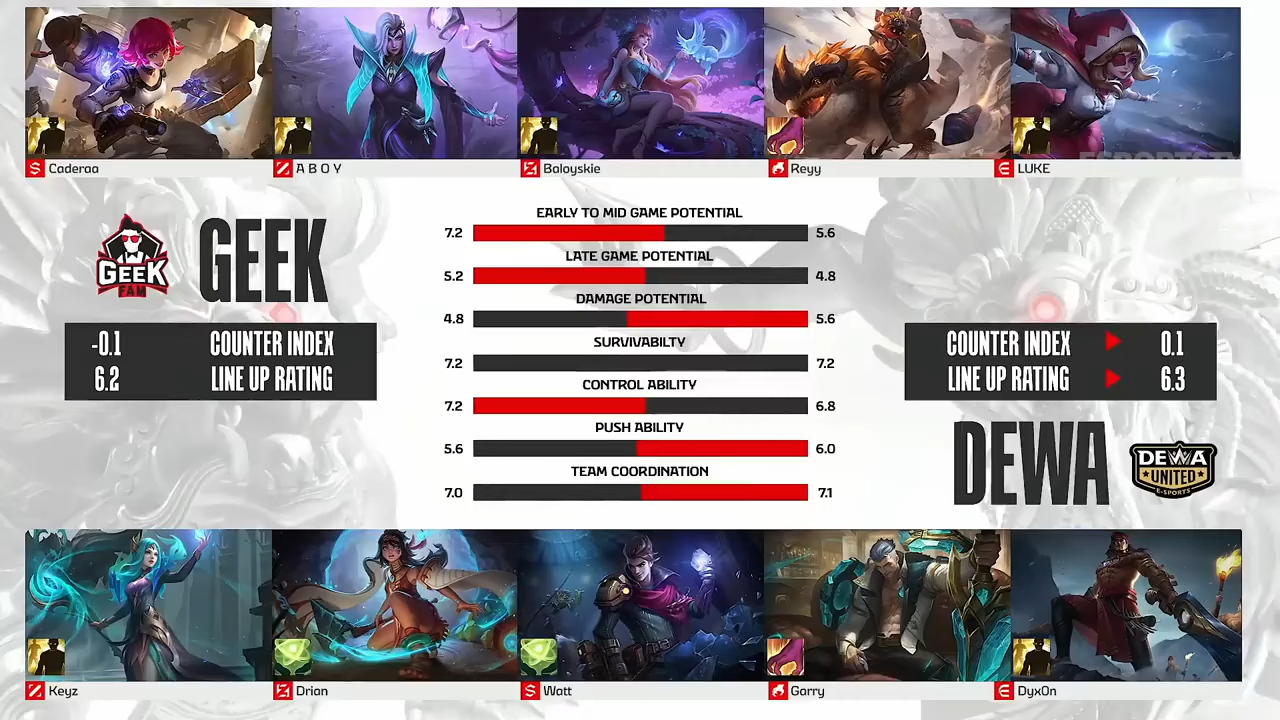 ESPORTS
Caderaa
A B O Y
Baloyskie
Reyy
LUKE
EARLY TO MID GAME POTENTIAL
7.2 5.6
LATE GAME POTENTIAL
5.2 4.8
DAMAGE POTENTIAL
4.8 5.6
SURVIVABILTY
7.2 7.2
CONTROL ABILITY
7.2 6.8
PUSH ABILITY
5.6 6.0
TEAM COORDINATION
7.0 7.1
GEEK
FAM
GEEK
-0.1 COUNTER INDEX
6.2 LINE UP RATING
COUNTER INDEX 0.1
LINE UP RATING 6.3
DEWA
DEWA
UNITED
E-SPORTS
Keyz
Drian
Watt
Garry
DyxOn